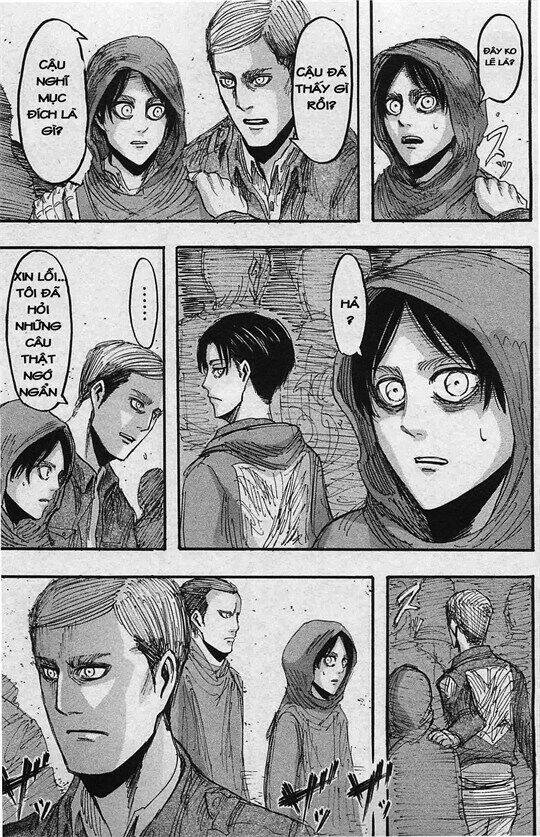 ĐÂY KO
LẼ LÀ?
CẬU ĐÃ
THẤY GÌ
RỒI?
CẬU
NGHĨ
MỤC
ĐÍCH LÀ
GÌ?
HẢ
?
......
XIN LỖI...
TÔI ĐÃ
HỎI
NHỮNG
CÂU
THẬT
NGỚ
NGẨN